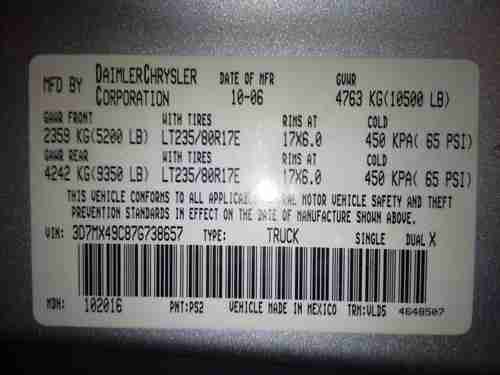 MFD BY DAIMLERCHRYSLER CORPORATION DATE OF MFR 10-06 GVWR 4763 KG(10500 LB)
GAWR FRONT WITH TIRES RIMS AT COLD
2359 KG(5200 LB) LT235/80R17E 17X6.0 450 KPA( 65 PSI)
GAWR REAR WITH TIRES RIMS AT COLD
4242 KG(9350 LB) LT235/80R17E 17X6.0 450 KPA( 65 PSI)
THIS VEHICLE CONFORMS TO ALL MOTOR VEHICLE SAFETY AND THEFT
PREVENTION STANDARDS IN EFFECT ON THE DATE OF MANUFACTURE SHOWN ABOVE.
VIN: 3D7MX49C87G738657 TYPE: TRUCK SINGLE DUAL X
MDH: 102016 PNT:PS2 VEHICLE MADE IN MEXICO TRM:VLD5 4648507